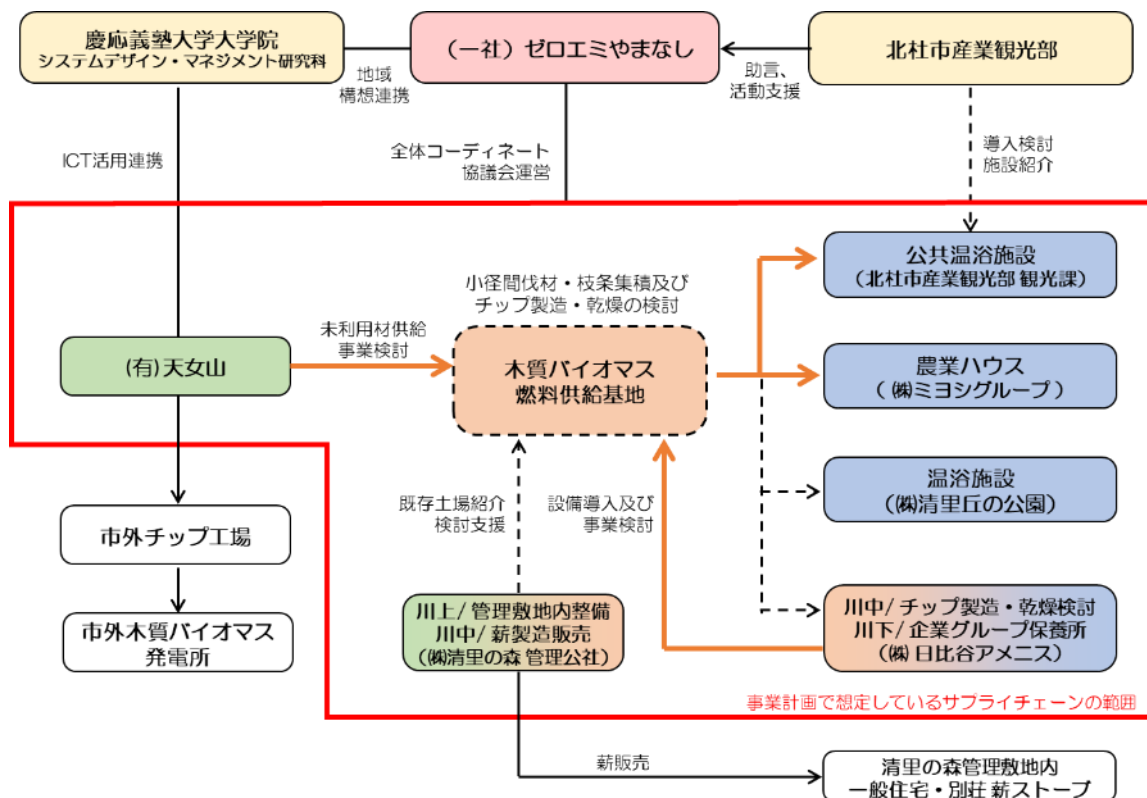 慶応義塾大学大学院
システムデザイン・マネジメント研究科
(一社)ゼロエミやまなし
北杜市産業観光部
地域
構想連携
助言、
活動支援
ICT活用連携
全体コーディネート
協議会運営
導入検討
施設紹介
公共温浴施設
(北杜市産業観光部 観光課)
小径間伐材・枝条集積及び
チップ製造・乾燥の検討
未利用材供給
事業検討
(有)天女山
木質バイオマス
燃料供給基地
農業ハウス
(㈱ミヨシグループ)
温浴施設
(㈱清里丘の公園)
既存土場紹介
検討支援
設備導入及び
事業検討
市外チップ工場
市外木質バイオマス
発電所
川上/管理敷地内整備
川中/薪製造販売
(㈱清里の森 管理公社)
川中/チップ製造・乾燥検討
川下/企業グループ保養所
(㈱ 日比谷アメニス)
事業計画で想定しているサプライチェーンの範囲
薪販売
清里の森管理敷地内
一般住宅・別荘 薪ストーブ